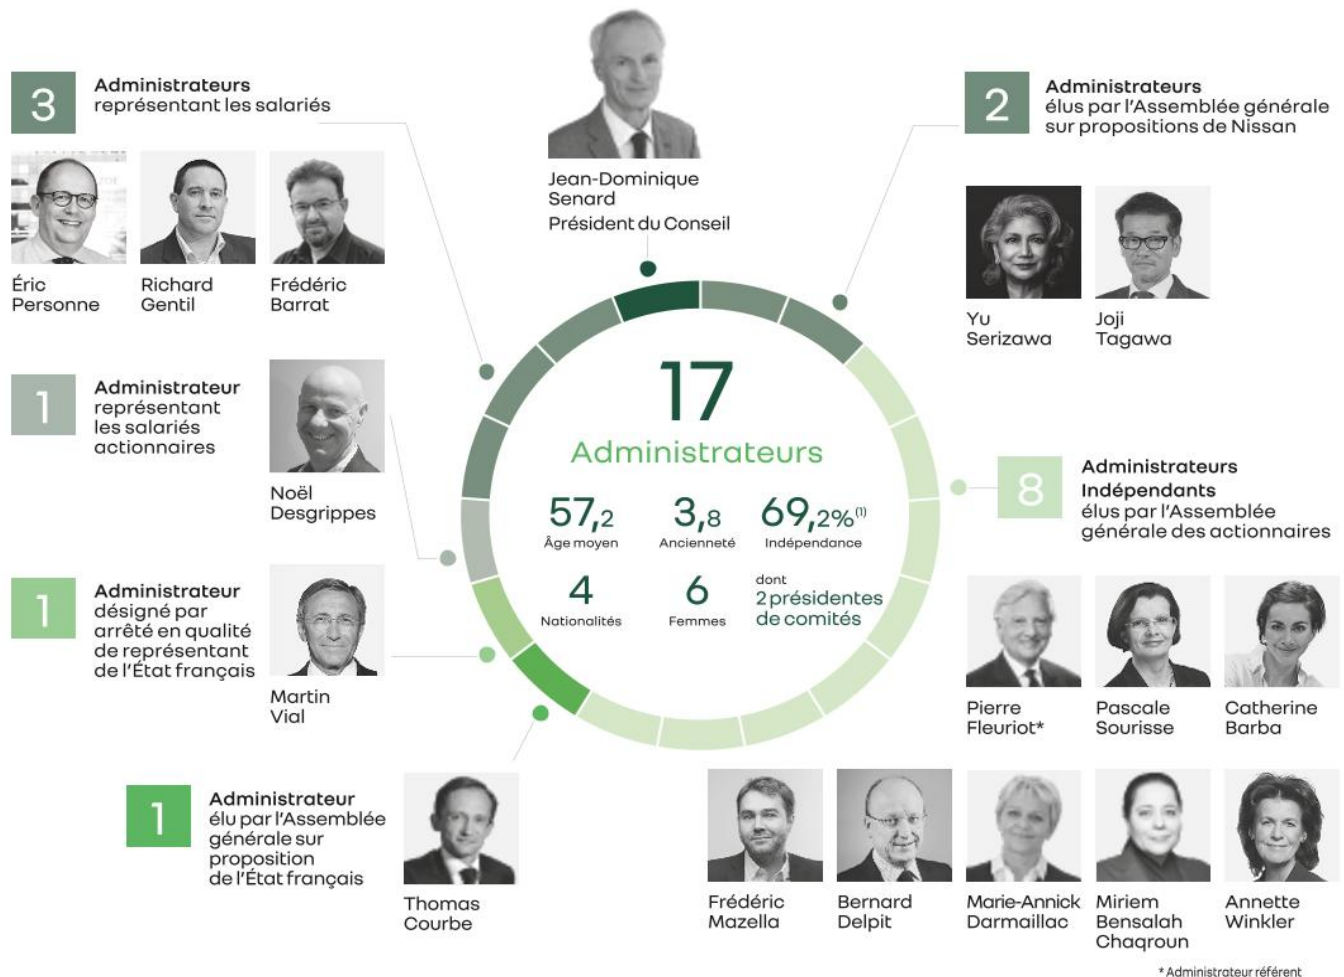 3
Administrateurs
représentant les salariés
Éric
Personne
Richard
Gentil
Frédéric
Barrat
Jean-Dominique
Senard
Président du Conseil
2
Administrateurs
élus par l'Assemblée générale
sur propositions de Nissan
Yu
Serizawa
Joji
Tagawa
1
Administrateur
représentant
les salariés
actionnaires
Noël
Desgrippes
17
Administrateurs
57,2
Âge moyen
3,8
Ancienneté
69,2%(1)
Indépendance
4
Nationalités
6
Femmes
dont
2 présidentes
de comités
8
Administrateurs
Indépendants
élus par l'Assemblée
générale des actionnaires
1
Administrateur
désigné par
arrêté en qualité
de représentant
de l'État français
Martin
Vial
Pierre
Fleuriot*
Pascale
Sourisse
Catherine
Barba
1
Administrateur
élu par l'Assemblée
générale sur
proposition
de l'État français
Thomas
Courbe
Frédéric
Mazella
Bernard
Delpit
Marie-Annick
Darmaillac
Miriem
Bensalah
Chaqroun
Annette
Winkler
* Administrateur référent